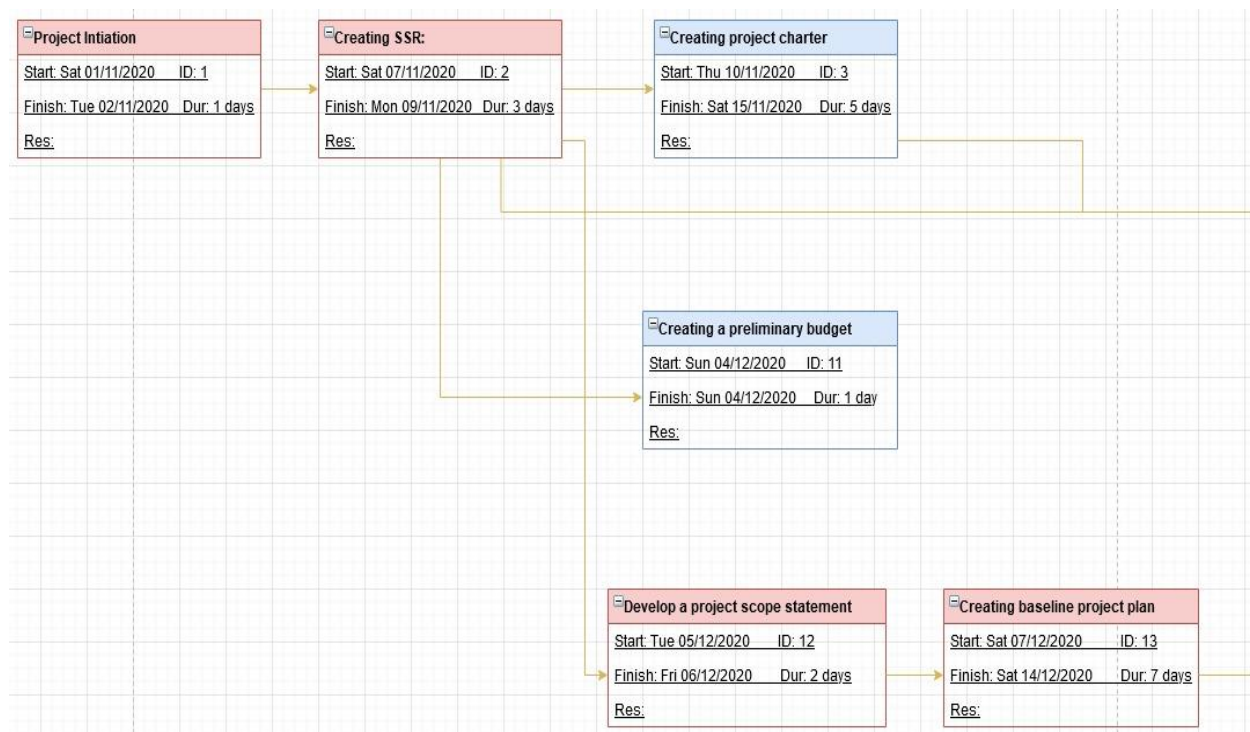 Project Intiation
Start: Sat 01/11/2020 ID: 1
Finish: Tue 02/11/2020 Dur: 1 days
Res:
Creating SSR:
Start: Sat 07/11/2020 ID: 2
Finish: Mon 09/11/2020 Dur: 3 days
Res:
Creating project charter
Start: Thu 10/11/2020 ID: 3
Finish: Sat 15/11/2020 Dur: 5 days
Res:
Creating a preliminary budget
Start: Sun 04/12/2020 ID: 11
Finish: Sun 04/12/2020 Dur: 1 day
Res:
Develop a project scope statement
Start: Tue 05/12/2020 ID: 12
Finish: Fri 06/12/2020 Dur: 2 days
Res:
Creating baseline project plan
Start: Sat 07/12/2020 ID: 13
Finish: Sat 14/12/2020 Dur: 7 days
Res: